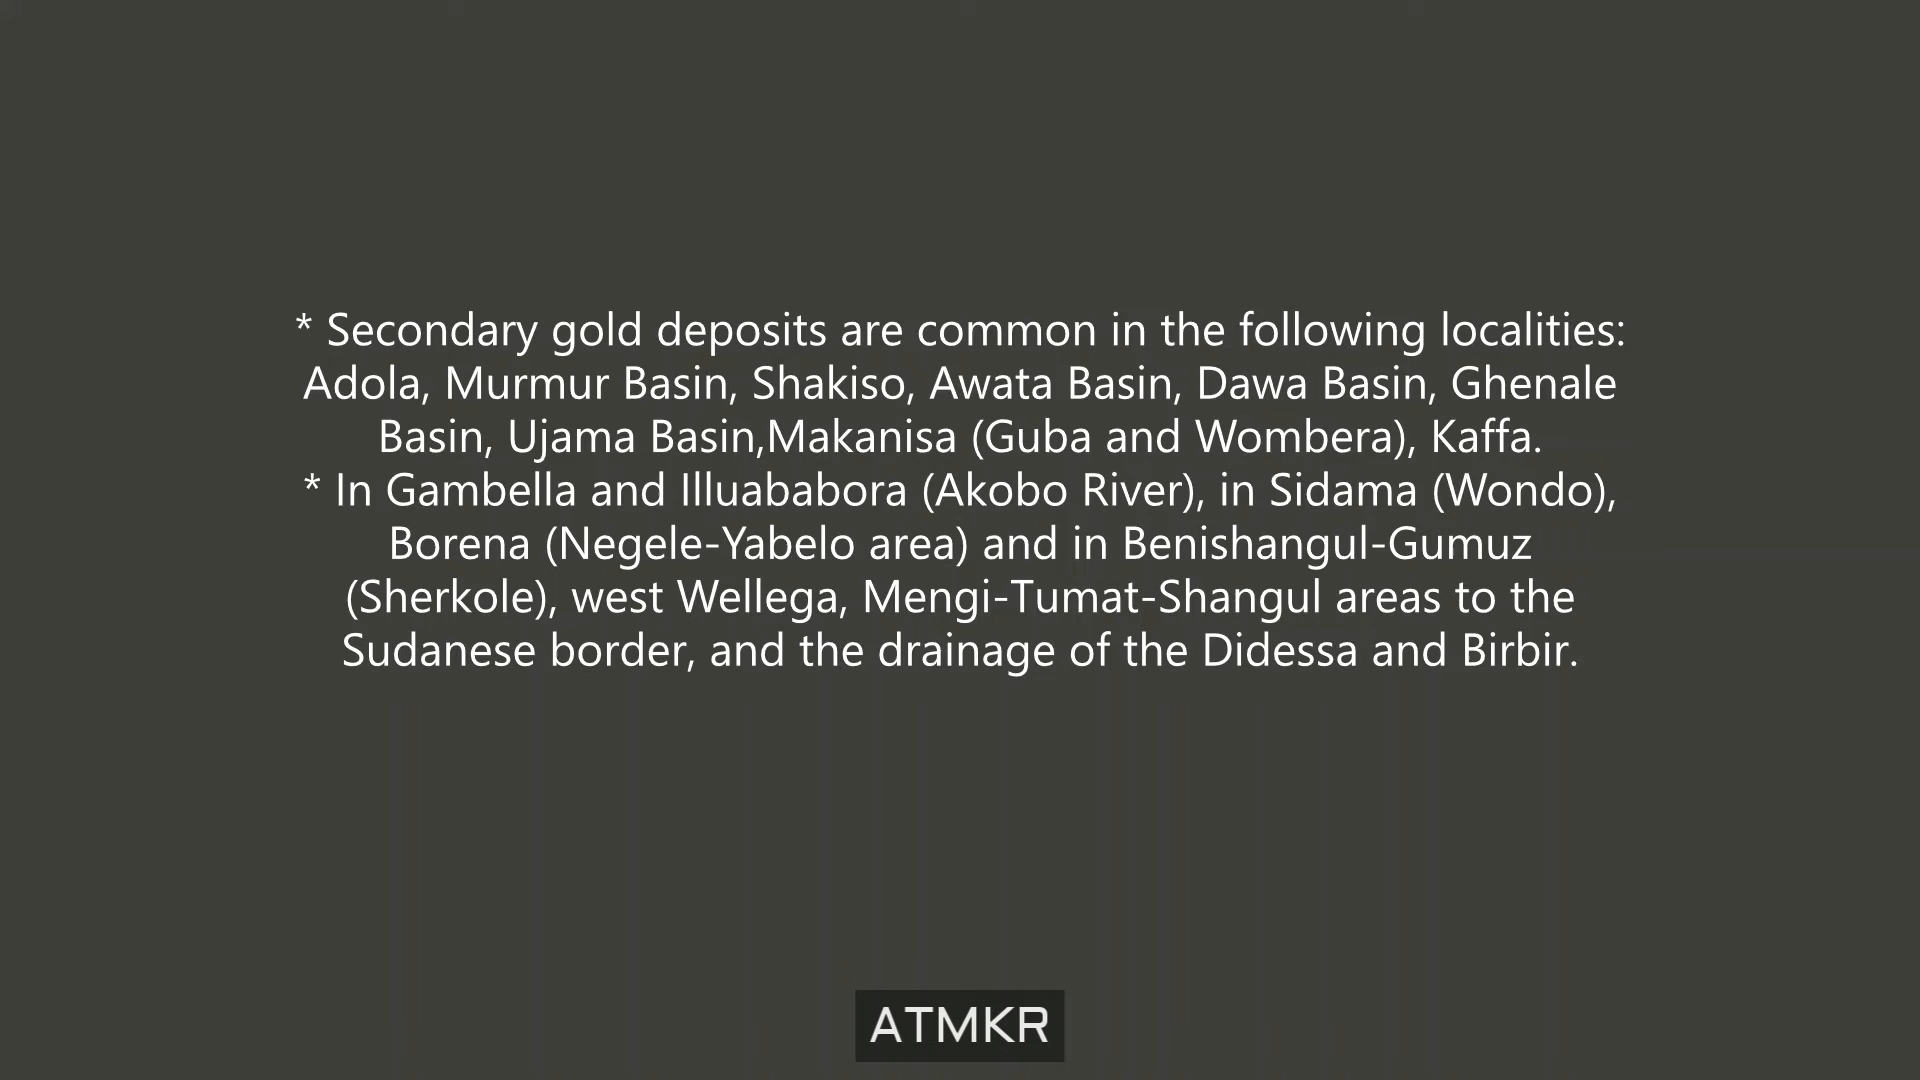 * Secondary gold deposits are common in the following localities:
Adola, Murmur Basin, Shakiso, Awata Basin, Dawa Basin, Ghenale
Basin, Ujama Basin,Makanisa (Guba and Wombera), Kaffa.
* In Gambella and Illuababora (Akobo River), in Sidama (Wondo),
Borena (Negele-Yabelo area) and in Benishangul-Gumuz
(Sherkole), west Wellega, Mengi-Tumat-Shangul areas to the
Sudanese border, and the drainage of the Didessa and Birbir.
ATMKR